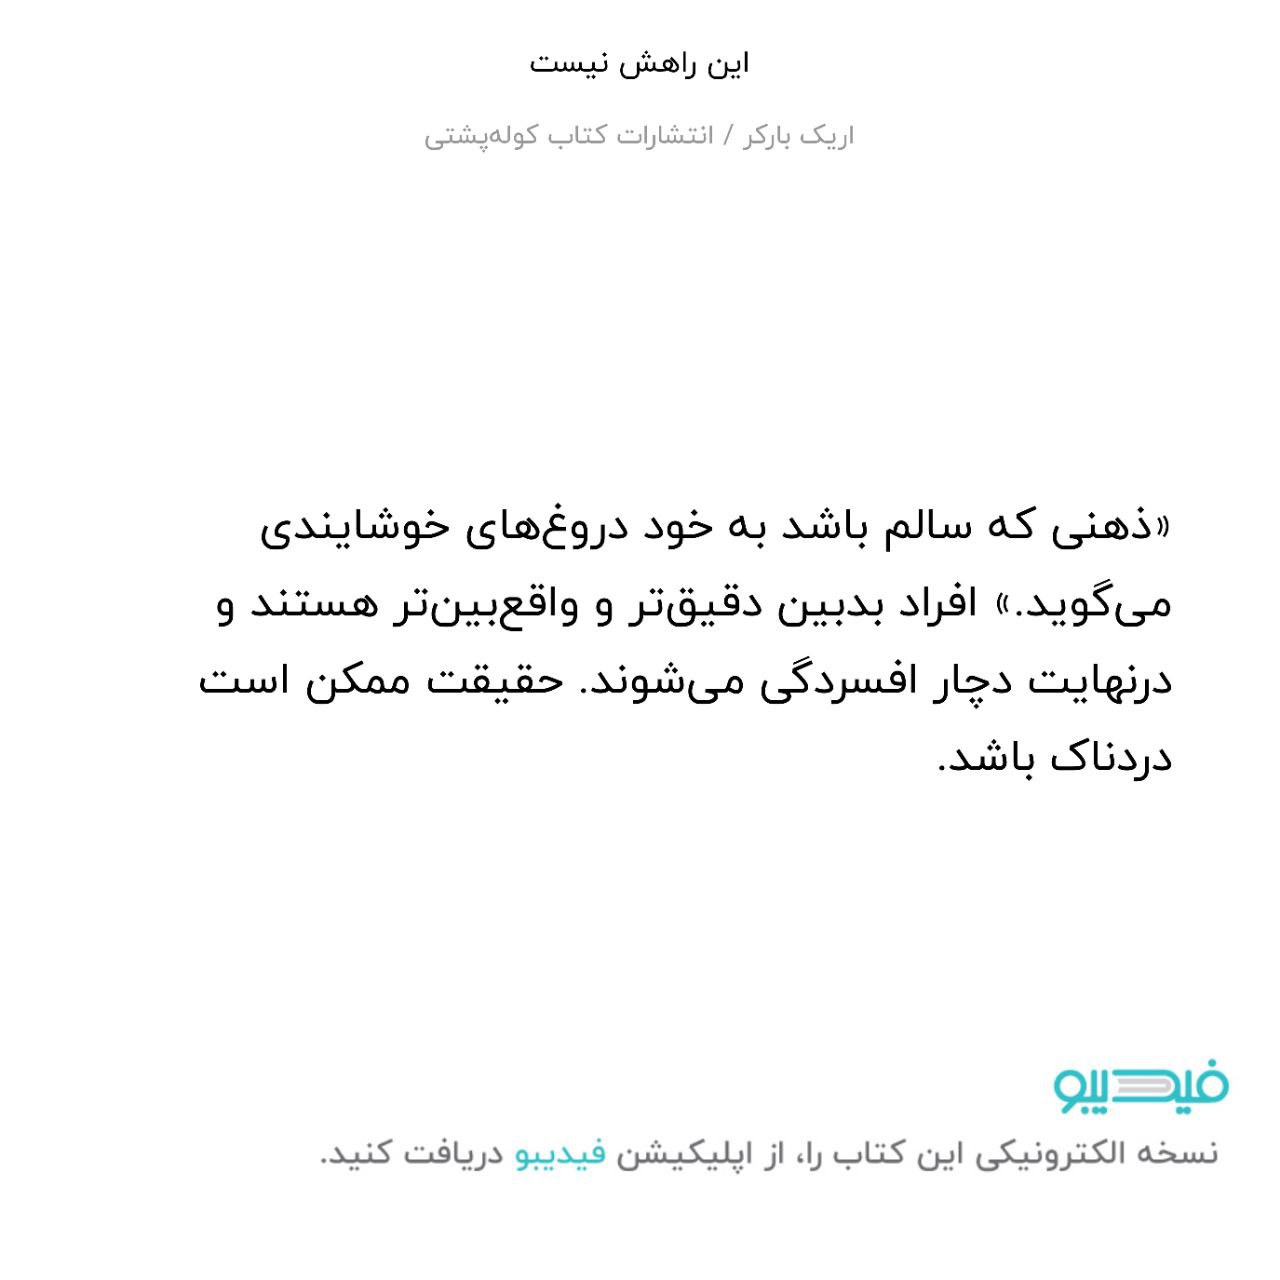 این راهش نیست
اریک بارکر / انتشارات کتاب کوله‌پشتی
«ذهنی که سالم باشد به خود دروغ‌های خوشایندی
می‌گوید.» افراد بدبین دقیق‌تر و واقع‌بین‌تر هستند و
درنهایت دچار افسردگی می‌شوند. حقیقت ممکن است
دردناک باشد.
فیدیبو
نسخه الکترونیکی این کتاب را، از اپلیکیشن فیدیبو دریافت کنید.